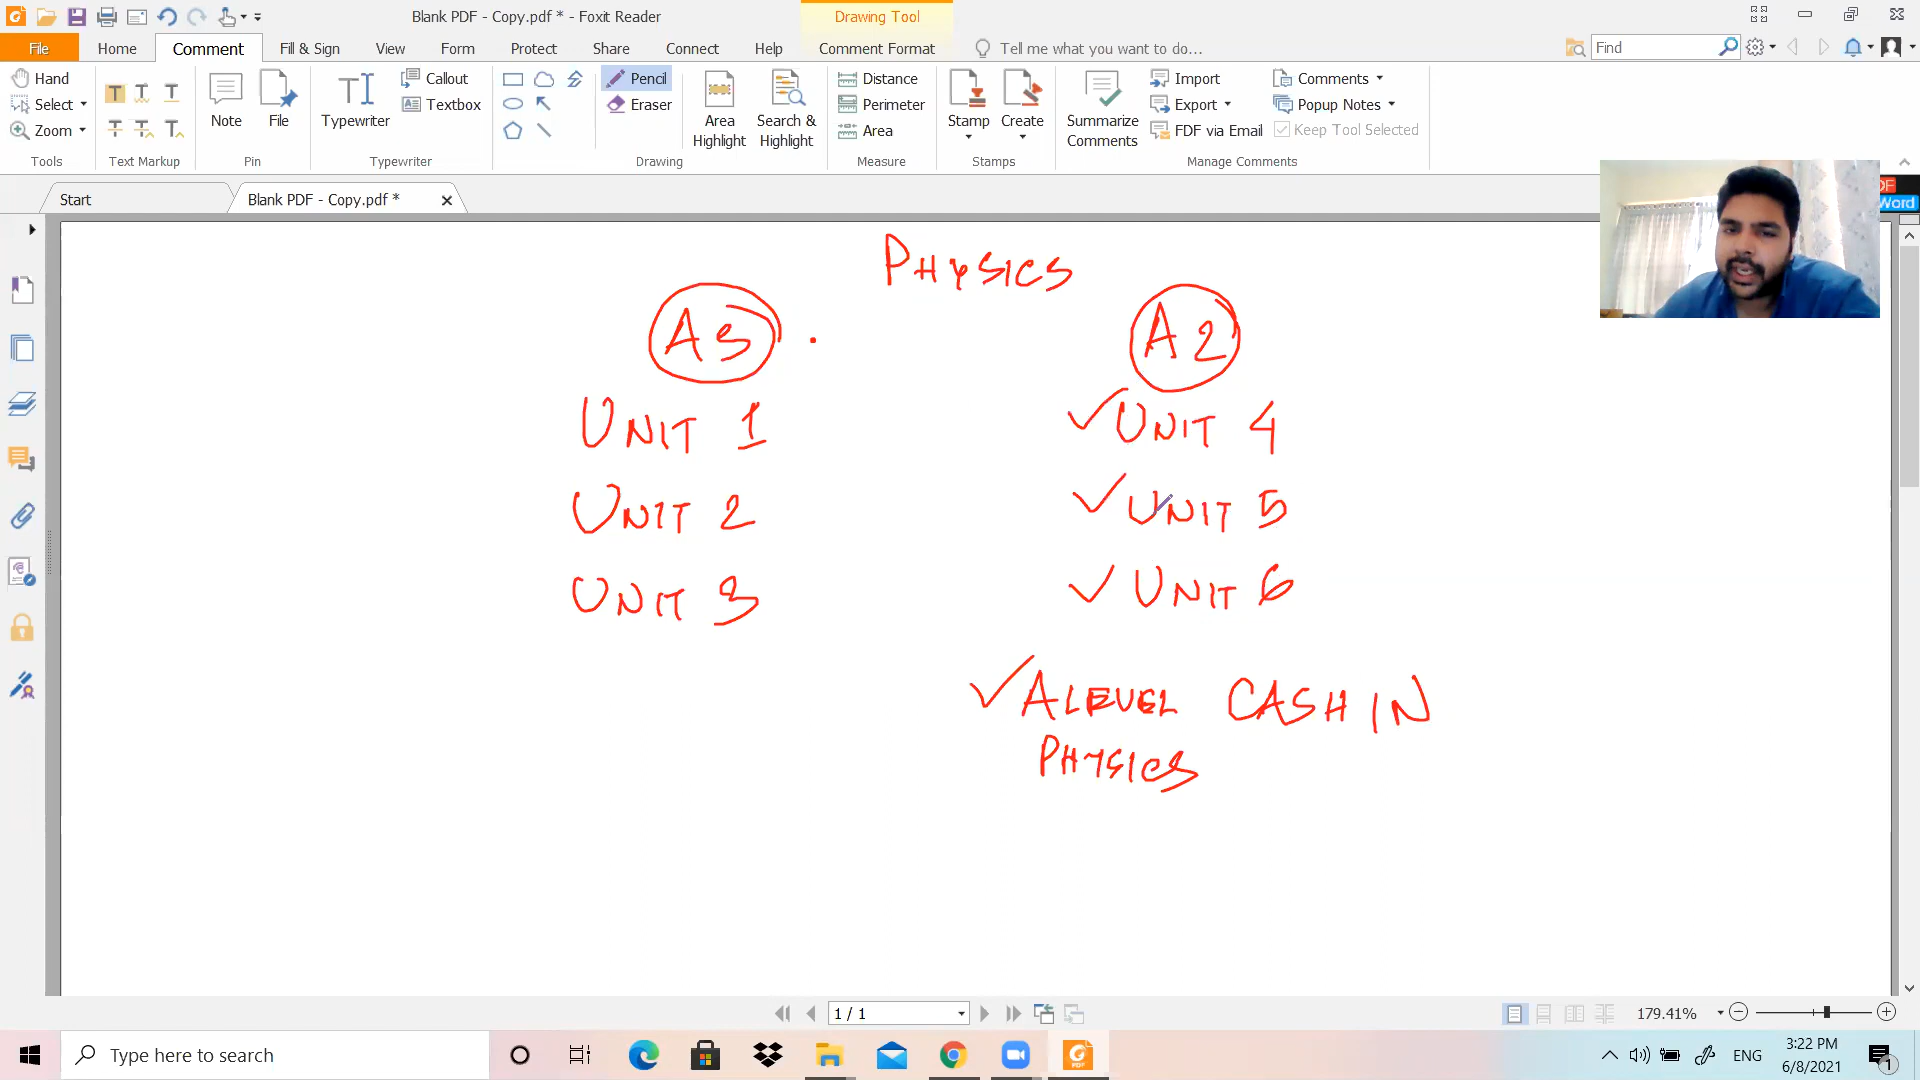 Blank PDF - Copy.pdf * - Foxit Reader
Drawing Tool
File
Home
Comment
Fill & Sign
View
Form
Protect
Share
Connect
Help
Comment Format
Tell me what you want to do...
Find
Hand
Select
Zoom
Tools
Text Markup
Note
File
Pin
Typewriter
Callout
Textbox
Typewriter
Pencil
Eraser
Area Highlight
Search & Highlight
Drawing
Distance
Perimeter
Area
Measure
Stamp
Create
Stamps
Summarize Comments
Import
Export
FDF via Email
Comments
Popup Notes
Keep Tool Selected
Manage Comments
Start
Blank PDF - Copy.pdf *
Word
PHYSICS
AS
A2
UNIT 1
UNIT 4
UNIT 2
UNIT 5
UNIT 3
UNIT 6
A LEVEL CASH IN
PHYSICS
1 / 1
179.41%
Type here to search
ENG
3:22 PM
6/8/2021
1